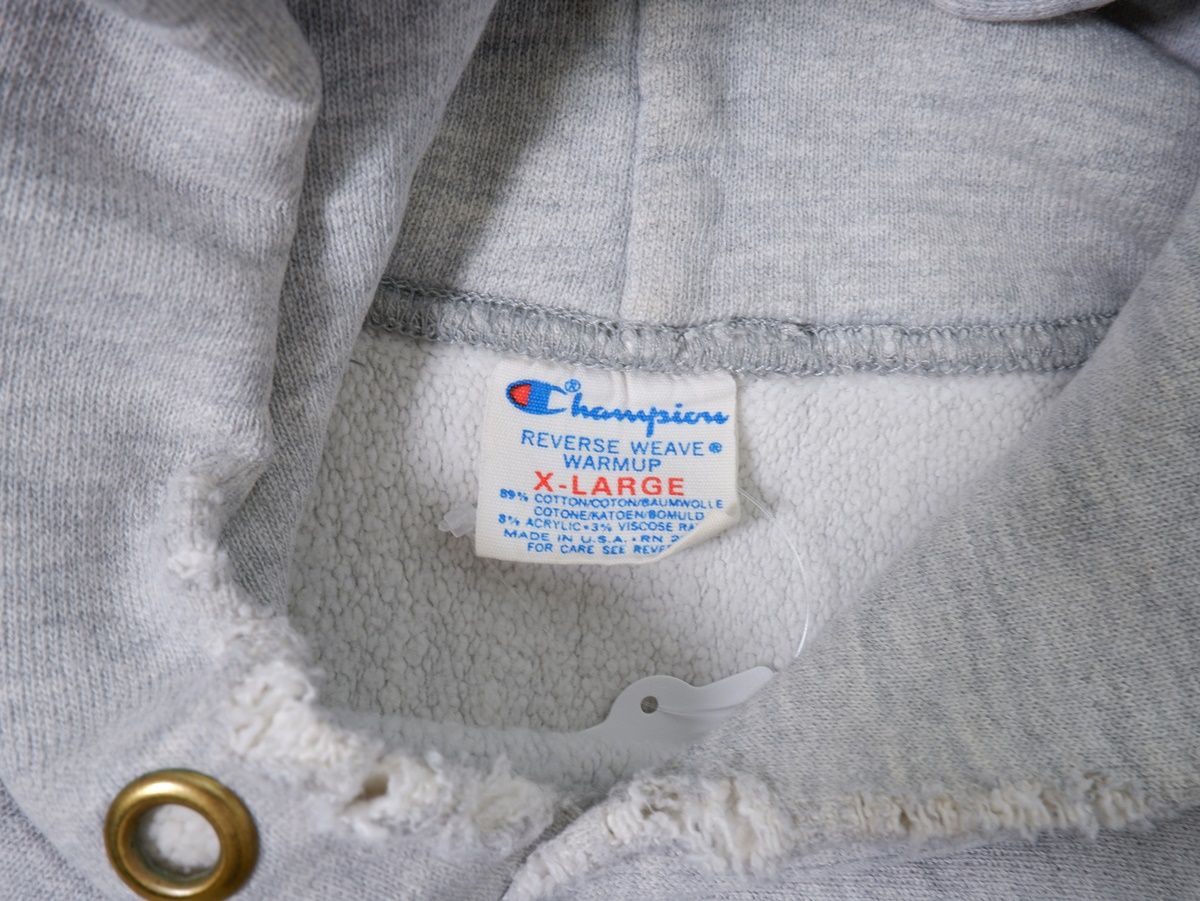 Champion®
REVERSE WEAVE®
WARMUP
X-LARGE
89% COTTON/COTON/BAUMWOLLE
COTONE/KATOEN/BOMULD
8% ACRYLIC•3% VISCOSE
MADE IN U.S.A. • RN
FOR CARE SEE